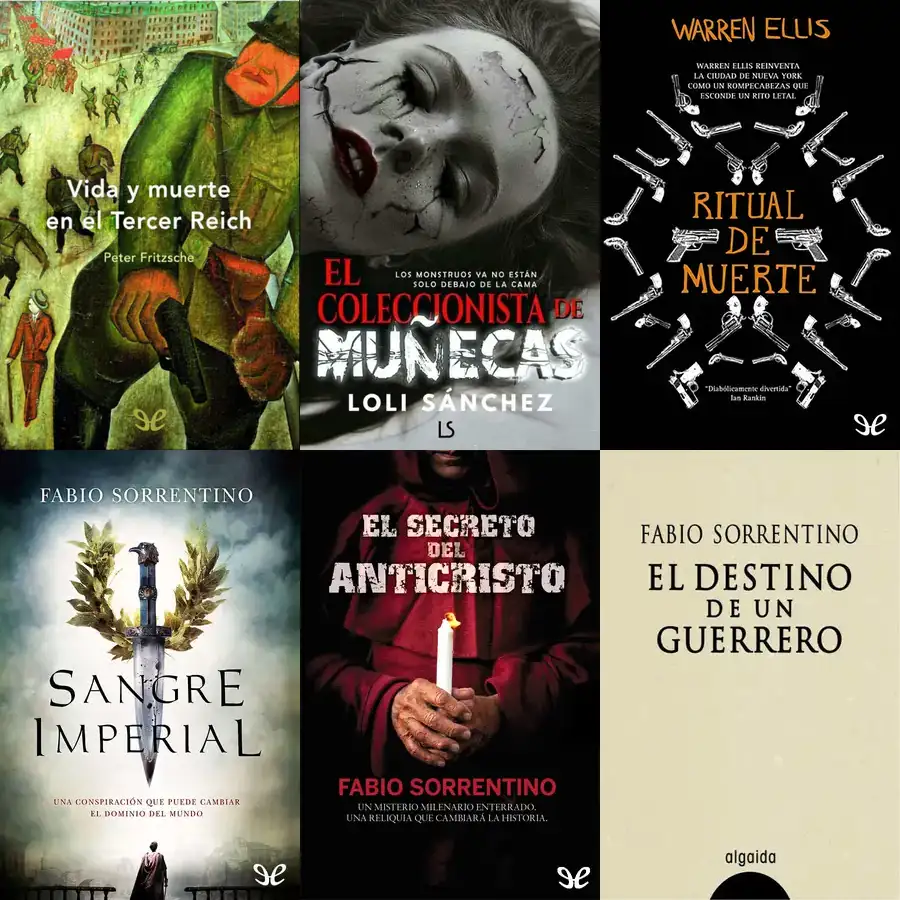 Vida y muerte
en el Tercer Reich
Peter Fritzsche
LOS MONSTRUOS YA NO ESTÁN
SOLO DEBAJO DE LA CAMA
EL
COLECCIONISTA DE
MUÑECAS
LOLI SÁNCHEZ
LS
WARREN ELLIS
WARREN ELLIS REINVENTA
LA CIUDAD DE NUEVA YORK
COMO UN ROMPECABEZAS QUE
ESCONDE UN RITO LETAL
RITUAL
DE
MUERTE
"Diabólicamente divertida"
Ian Rankin
FABIO SORRENTINO
SANGRE
IMPERIAL
UNA CONSPIRACIÓN QUE PUEDE CAMBIAR
EL DOMINIO DEL MUNDO
EL SECRETO
DEL
ANTICRISTO
FABIO SORRENTINO
UN MISTERIO MILENARIO ENTERRADO.
UNA RELIQUIA QUE CAMBIARÁ LA HISTORIA.
FABIO SORRENTINO
EL DESTINO
DE UN
GUERRERO
algaida